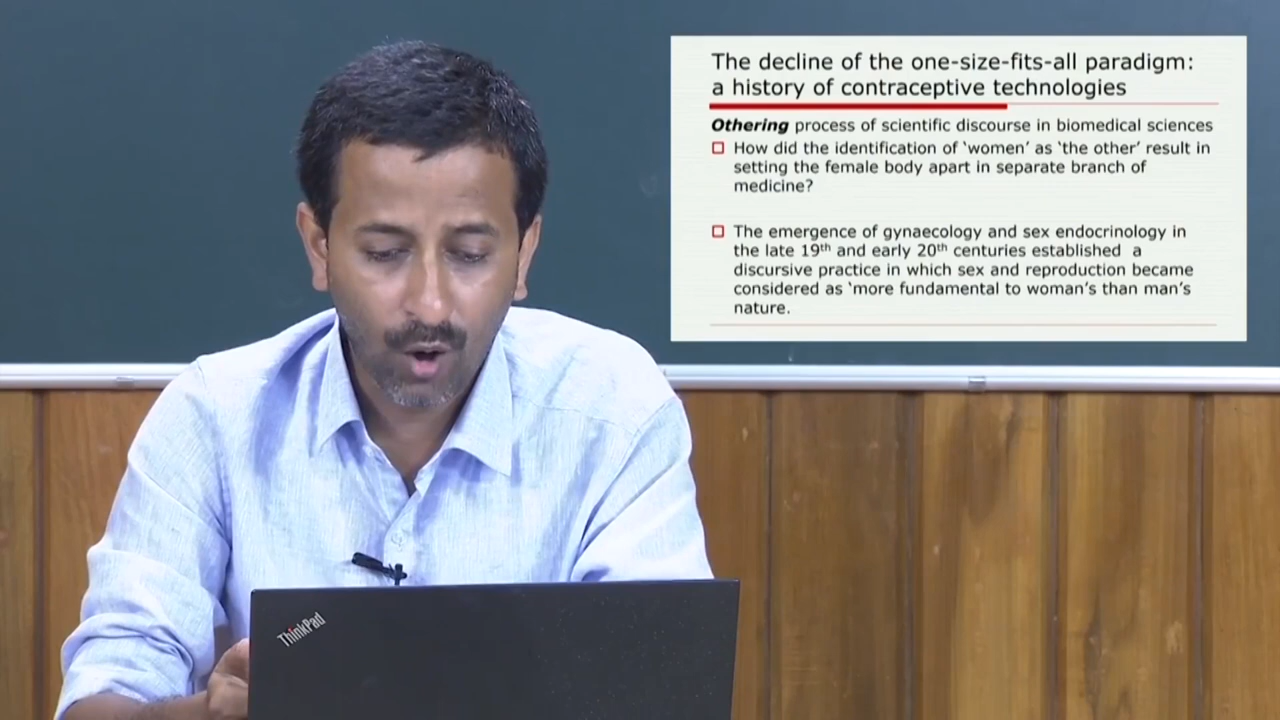 The decline of the one-size-fits-all paradigm:
a history of contraceptive technologies
Othering process of scientific discourse in biomedical sciences
How did the identification of ‘women’ as ‘the other’ result in
setting the female body apart in separate branch of
medicine?
The emergence of gynaecology and sex endocrinology in
the late 19th and early 20th centuries established a
discursive practice in which sex and reproduction became
considered as ‘more fundamental to woman’s than man’s
nature.
ThinkPad